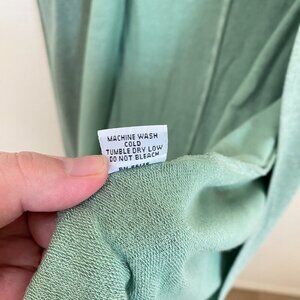 MACHINE WASH
COLD
TUMBLE DRY LOW
DO NOT BLEACH